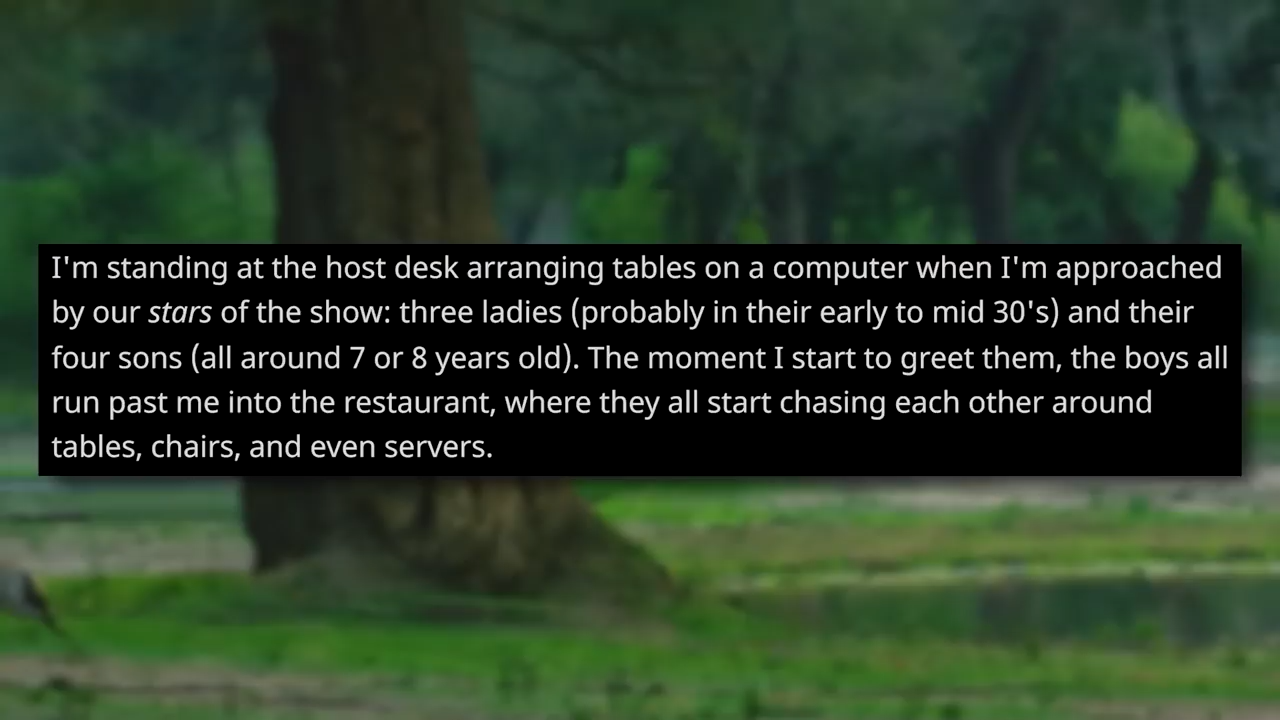 I'm standing at the host desk arranging tables on a computer when I'm approached
by our stars of the show: three ladies (probably in their early to mid 30's) and their
four sons (all around 7 or 8 years old). The moment I start to greet them, the boys all
run past me into the restaurant, where they all start chasing each other around
tables, chairs, and even servers.